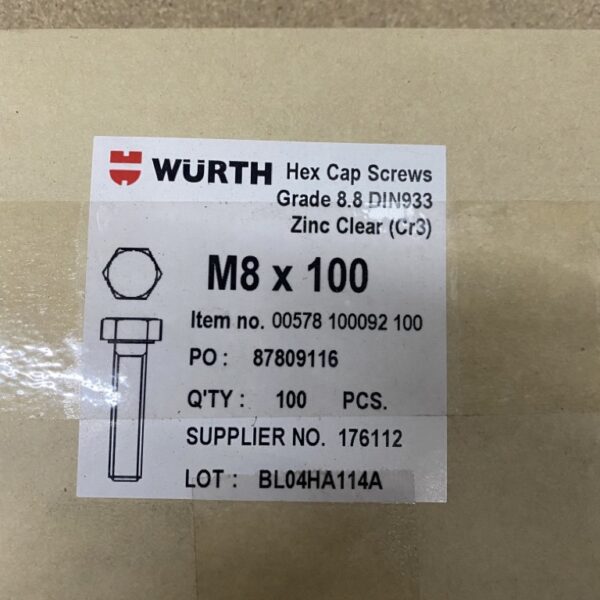 WÜRTH Hex Cap Screws
Grade 8.8 DIN933
Zinc Clear (Cr3)
M8 x 100
Item no. 00578 100092 100
PO : 87809116
Q'TY : 100 PCS.
SUPPLIER NO. 176112
LOT : BL04HA114A